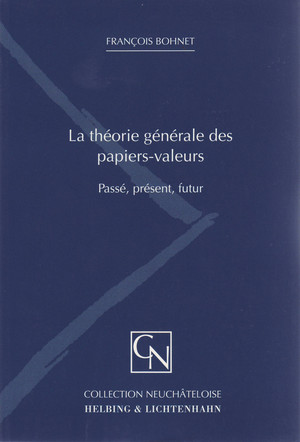 FRANÇOIS BOHNET
La théorie générale des
papiers-valeurs
Passé, présent, futur
CN
COLLECTION NEUCHÂTELOISE
HELBING & LICHTENHAHN